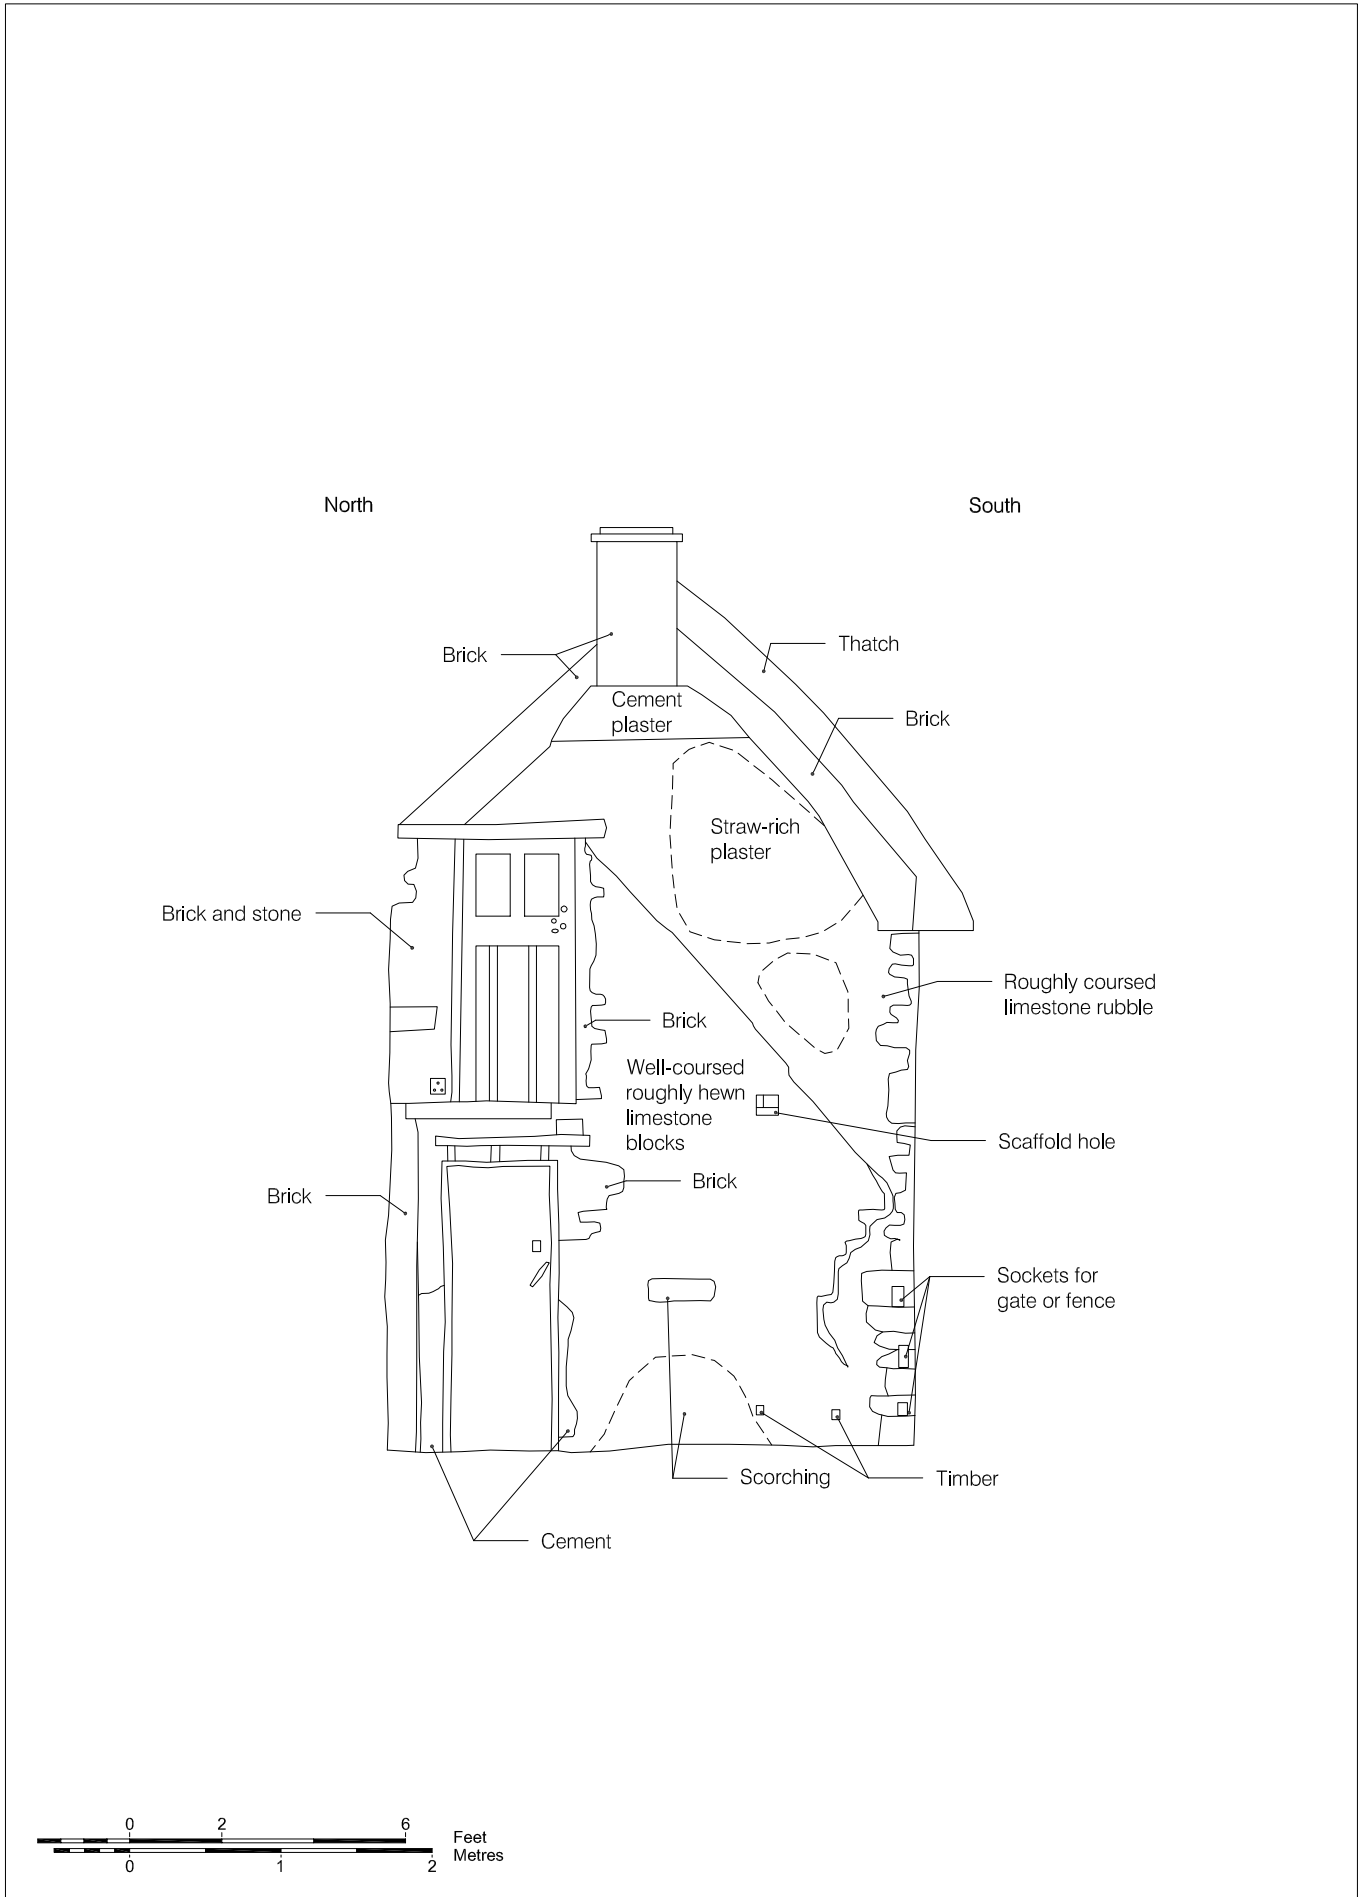 North
South
Brick
Thatch
Cement
plaster
Brick
Straw-rich
plaster
Brick and stone
Roughly coursed
limestone rubble
Brick
Well-coursed
roughly hewn
limestone
blocks
Scaffold hole
Brick
Brick
Sockets for
gate or fence
Scorching
Timber
Cement
0 2 6
Feet
Metres
0 1 2